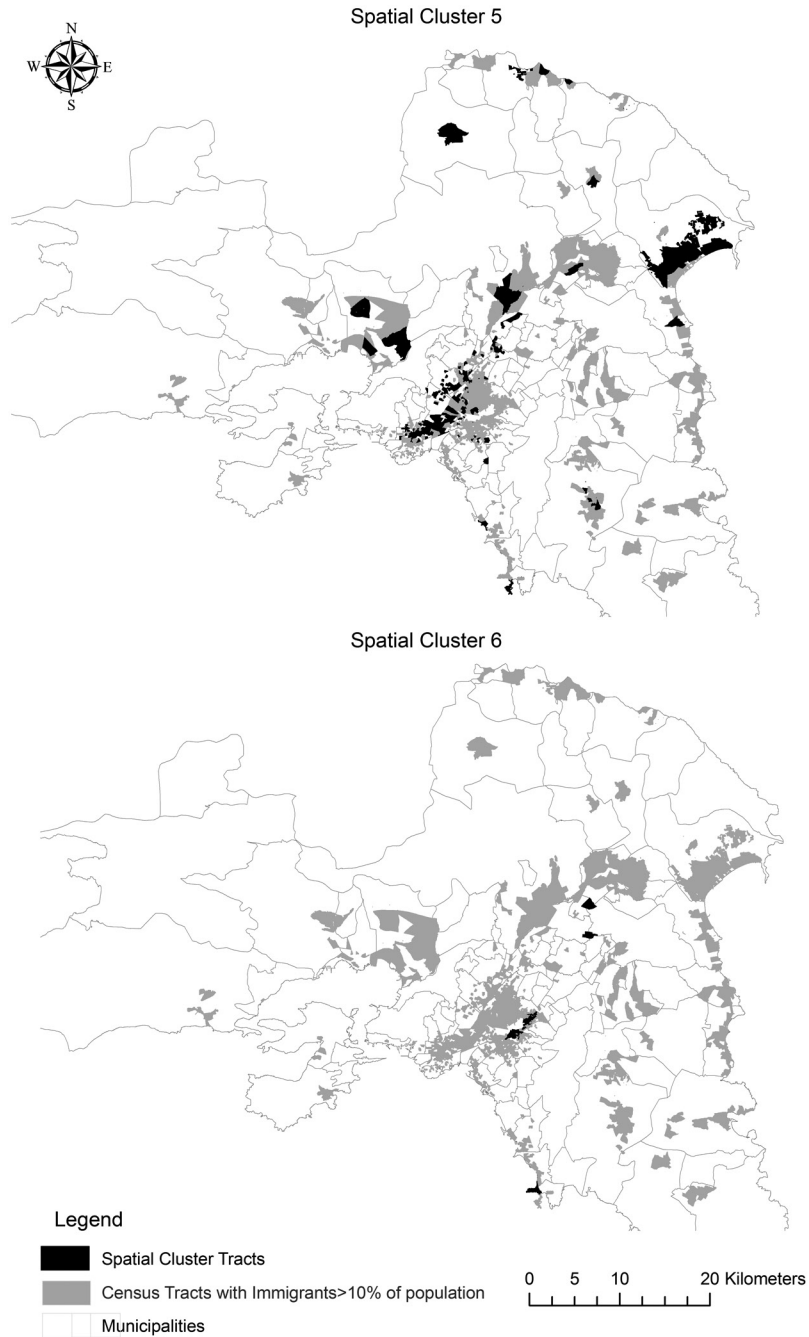 Spatial Cluster 5
N
W E
S
Spatial Cluster 6
Legend
Spatial Cluster Tracts
Census Tracts with Immigrants>10% of population
Municipalities
0 5 10 20 Kilometers